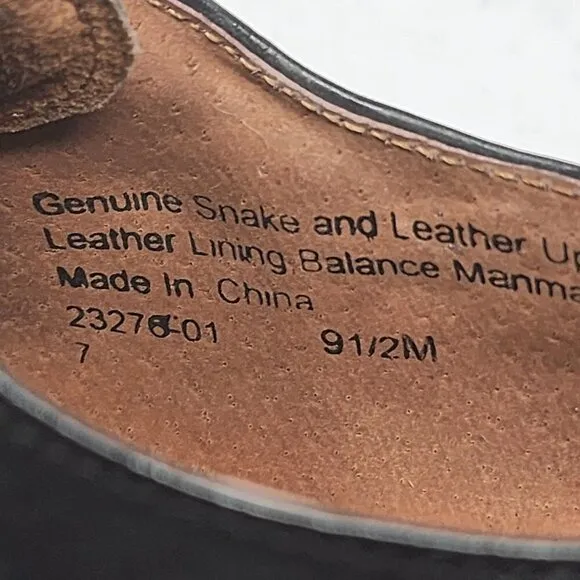 Genuine Snake and Leather Up
Leather Lining Balance Manma
Made In China
23276-01 91/2M
7